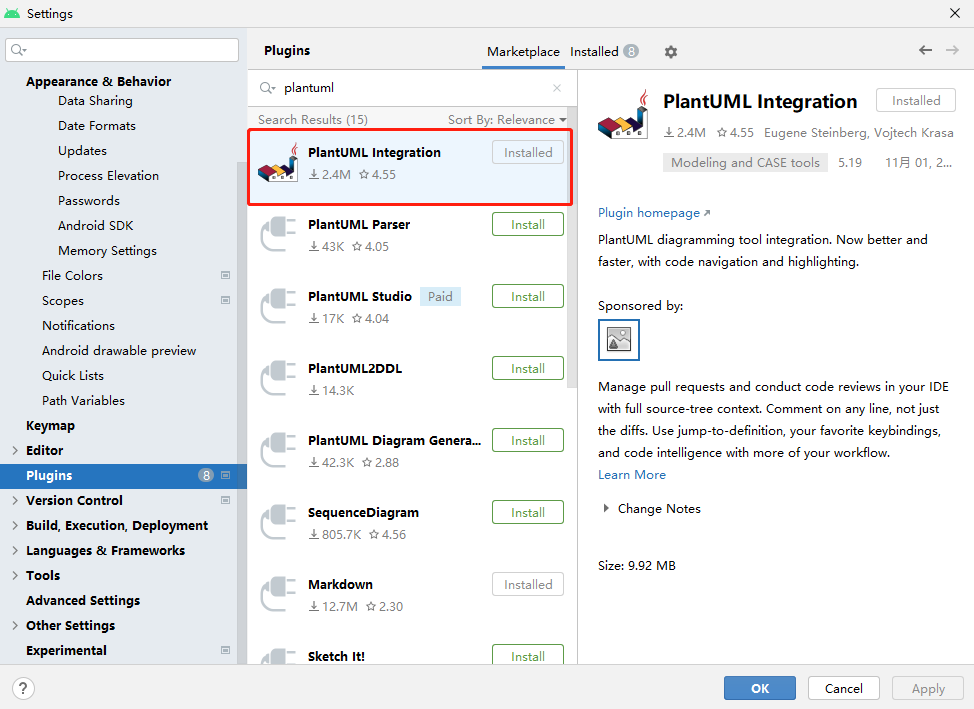 Settings
Appearance & Behavior
Data Sharing
Date Formats
Updates
Process Elevation
Passwords
Android SDK
Memory Settings
File Colors
Scopes
Notifications
Android drawable preview
Quick Lists
Path Variables
Keymap
Editor
Plugins 8
Version Control
Build, Execution, Deployment
Languages & Frameworks
Tools
Advanced Settings
Other Settings
Experimental
?
Plugins
Marketplace
Installed 8
plantuml
Search Results (15)
Sort By: Relevance
PlantUML Integration
Installed
2.4M 4.55
PlantUML Parser
Install
43K 4.05
PlantUML Studio Paid
Install
17K 4.04
PlantUML2DDL
Install
14.3K
PlantUML Diagram Genera...
Install
42.3K 2.88
SequenceDiagram
Install
805.7K 4.56
Markdown
Installed
12.7M 2.30
Sketch It!
Install
PlantUML Integration
Installed
2.4M 4.55 Eugene Steinberg, Vojtech Krasa
Modeling and CASE tools 5.19 11月 01, 2...
Plugin homepage
PlantUML diagramming tool integration. Now better and
faster, with code navigation and highlighting.
Sponsored by:
Manage pull requests and conduct code reviews in your IDE
with full source-tree context. Comment on any line, not just
the diffs. Use jump-to-definition, your favorite keybindings,
and code intelligence with more of your workflow.
Learn More
Change Notes
Size: 9.92 MB
OK
Cancel
Apply